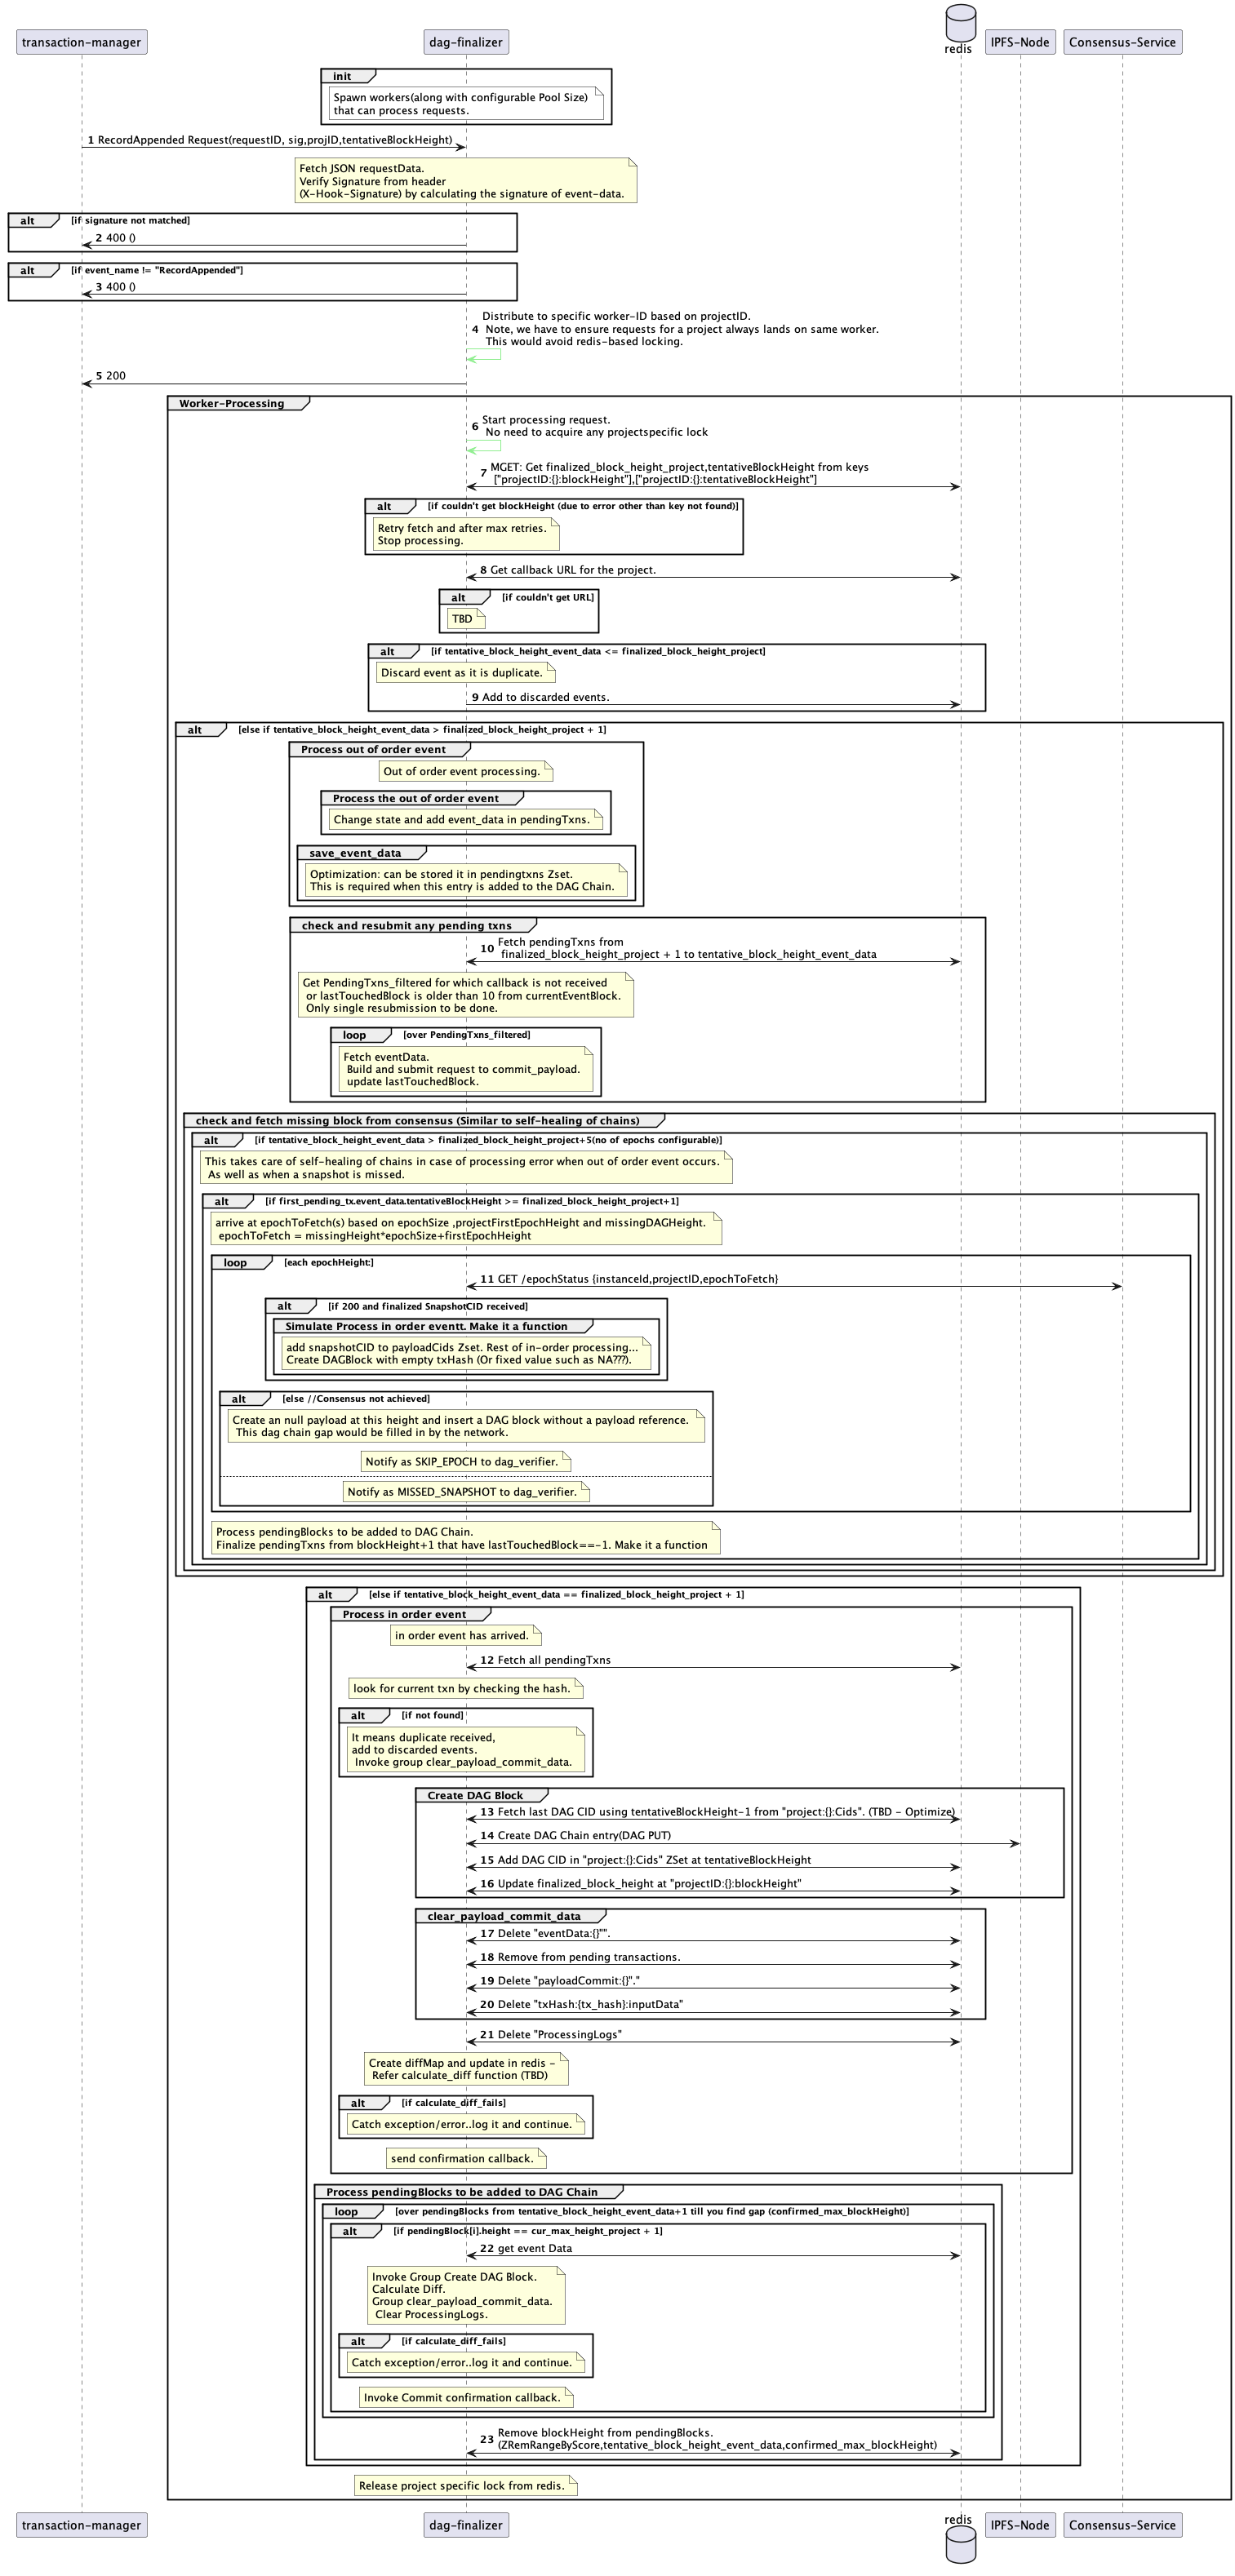 transaction-manager
dag-finalizer
redis
IPFS-Node
Consensus-Service
init
Spawn workers(along with configurable Pool Size)
that can process requests.
1 RecordAppended Request(requestID, sig,projID,tentativeBlockHeight)
Fetch JSON requestData.
Verify Signature from header
(X-Hook-Signature) by calculating the signature of event-data.
alt [if signature not matched]
2 400 ()
alt [if event_name != "RecordAppended"]
3 400 ()
Distribute to specific worker-ID based on projectID.
4 Note, we have to ensure requests for a project always lands on same worker.
This would avoid redis-based locking.
5 200
Worker-Processing
6 Start processing request.
No need to acquire any projectspecific lock
7 MGET: Get finalized_block_height_project,tentativeBlockHeight from keys
["projectID:{}:blockHeight"],["projectID:{}:tentativeBlockHeight"]
alt [if couldn't get blockHeight (due to error other than key not found)]
Retry fetch and after max retries.
Stop processing.
8 Get callback URL for the project.
alt [if couldn't get URL]
TBD
alt [if tentative_block_height_event_data <= finalized_block_height_project]
Discard event as it is duplicate.
9 Add to discarded events.
alt [else if tentative_block_height_event_data > finalized_block_height_project + 1]
Process out of order event
Out of order event processing.
Process the out of order event
Change state and add event_data in pendingTxns.
save_event_data
Optimization: can be stored it in pendingtxns Zset.
This is required when this entry is added to the DAG Chain.
check and resubmit any pending txns
10 Fetch pendingTxns from
finalized_block_height_project + 1 to tentative_block_height_event_data
Get PendingTxns_filtered for which callback is not received
or lastTouchedBlock is older than 10 from currentEventBlock.
Only single resubmission to be done.
loop [over PendingTxns_filtered]
Fetch eventData.
Build and submit request to commit_payload.
update lastTouchedBlock.
check and fetch missing block from consensus (Similar to self-healing of chains)
alt [if tentative_block_height_event_data > finalized_block_height_project+5(no of epochs configurable)]
This takes care of self-healing of chains in case of processing error when out of order event occurs.
As well as when a snapshot is missed.
alt [if first_pending_tx.event_data.tentativeBlockHeight >= finalized_block_height_project+1]
arrive at epochToFetch(s) based on epochSize ,projectFirstEpochHeight and missingDAGHeight.
epochToFetch = missingHeight*epochSize+firstEpochHeight
loop [each epochHeight:]
11 GET /epochStatus {instanceId,projectID,epochToFetch}
alt [if 200 and finalized SnapshotCID received]
Simulate Process in order eventt. Make it a function
add snapshotCID to payloadCids Zset. Rest of in-order processing...
Create DAGBlock with empty txHash (Or fixed value such as NA???).
alt [else //Consensus not achieved]
Create an null payload at this height and insert a DAG block without a payload reference.
This dag chain gap would be filled in by the network.
Notify as SKIP_EPOCH to dag_verifier.
Notify as MISSED_SNAPSHOT to dag_verifier.
Process pendingBlocks to be added to DAG Chain.
Finalize pendingTxns from blockHeight+1 that have lastTouchedBlock==-1. Make it a function
alt [else if tentative_block_height_event_data == finalized_block_height_project + 1]
Process in order event
in order event has arrived.
12 Fetch all pendingTxns
look for current txn by checking the hash.
alt [if not found]
It means duplicate received,
add to discarded events.
Invoke group clear_payload_commit_data.
Create DAG Block
13 Fetch last DAG CID using tentativeBlockHeight-1 from "project:{}:Cids". (TBD - Optimize)
14 Create DAG Chain entry(DAG PUT)
15 Add DAG CID in "project:{}:Cids" ZSet at tentativeBlockHeight
16 Update finalized_block_height at "projectID:{}:blockHeight"
clear_payload_commit_data
17 Delete "eventData:{}"".
18 Remove from pending transactions.
19 Delete "payloadCommit:{}"."
20 Delete "txHash:{tx_hash}:inputData"
21 Delete "ProcessingLogs"
Create diffMap and update in redis -
Refer calculate_diff function (TBD)
alt [if calculate_diff_fails]
Catch exception/error..log it and continue.
send confirmation callback.
Process pendingBlocks to be added to DAG Chain
loop [over pendingBlocks from tentative_block_height_event_data+1 till you find gap (confirmed_max_blockHeight)]
alt [if pendingBlock[i].height == cur_max_height_project + 1]
22 get event Data
Invoke Group Create DAG Block.
Calculate Diff.
Group clear_payload_commit_data.
Clear ProcessingLogs.
alt [if calculate_diff_fails]
Catch exception/error..log it and continue.
Invoke Commit confirmation callback.
23 Remove blockHeight from pendingBlocks.
(ZRemRangeByScore,tentative_block_height_event_data,confirmed_max_blockHeight)
Release project specific lock from redis.
transaction-manager
dag-finalizer
redis
IPFS-Node
Consensus-Service